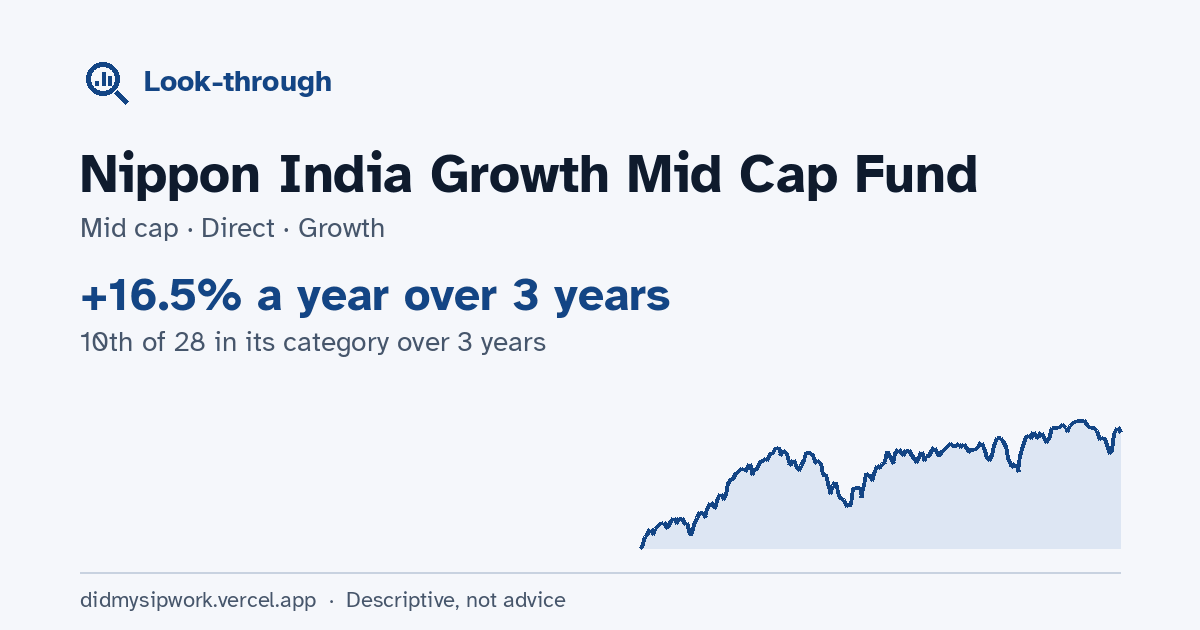 Look-through
Nippon India Growth Mid Cap Fund
Mid cap · Direct · Growth
+16.5% a year over 3 years
10th of 28 in its category over 3 years
didmysipwork.vercel.app · Descriptive, not advice